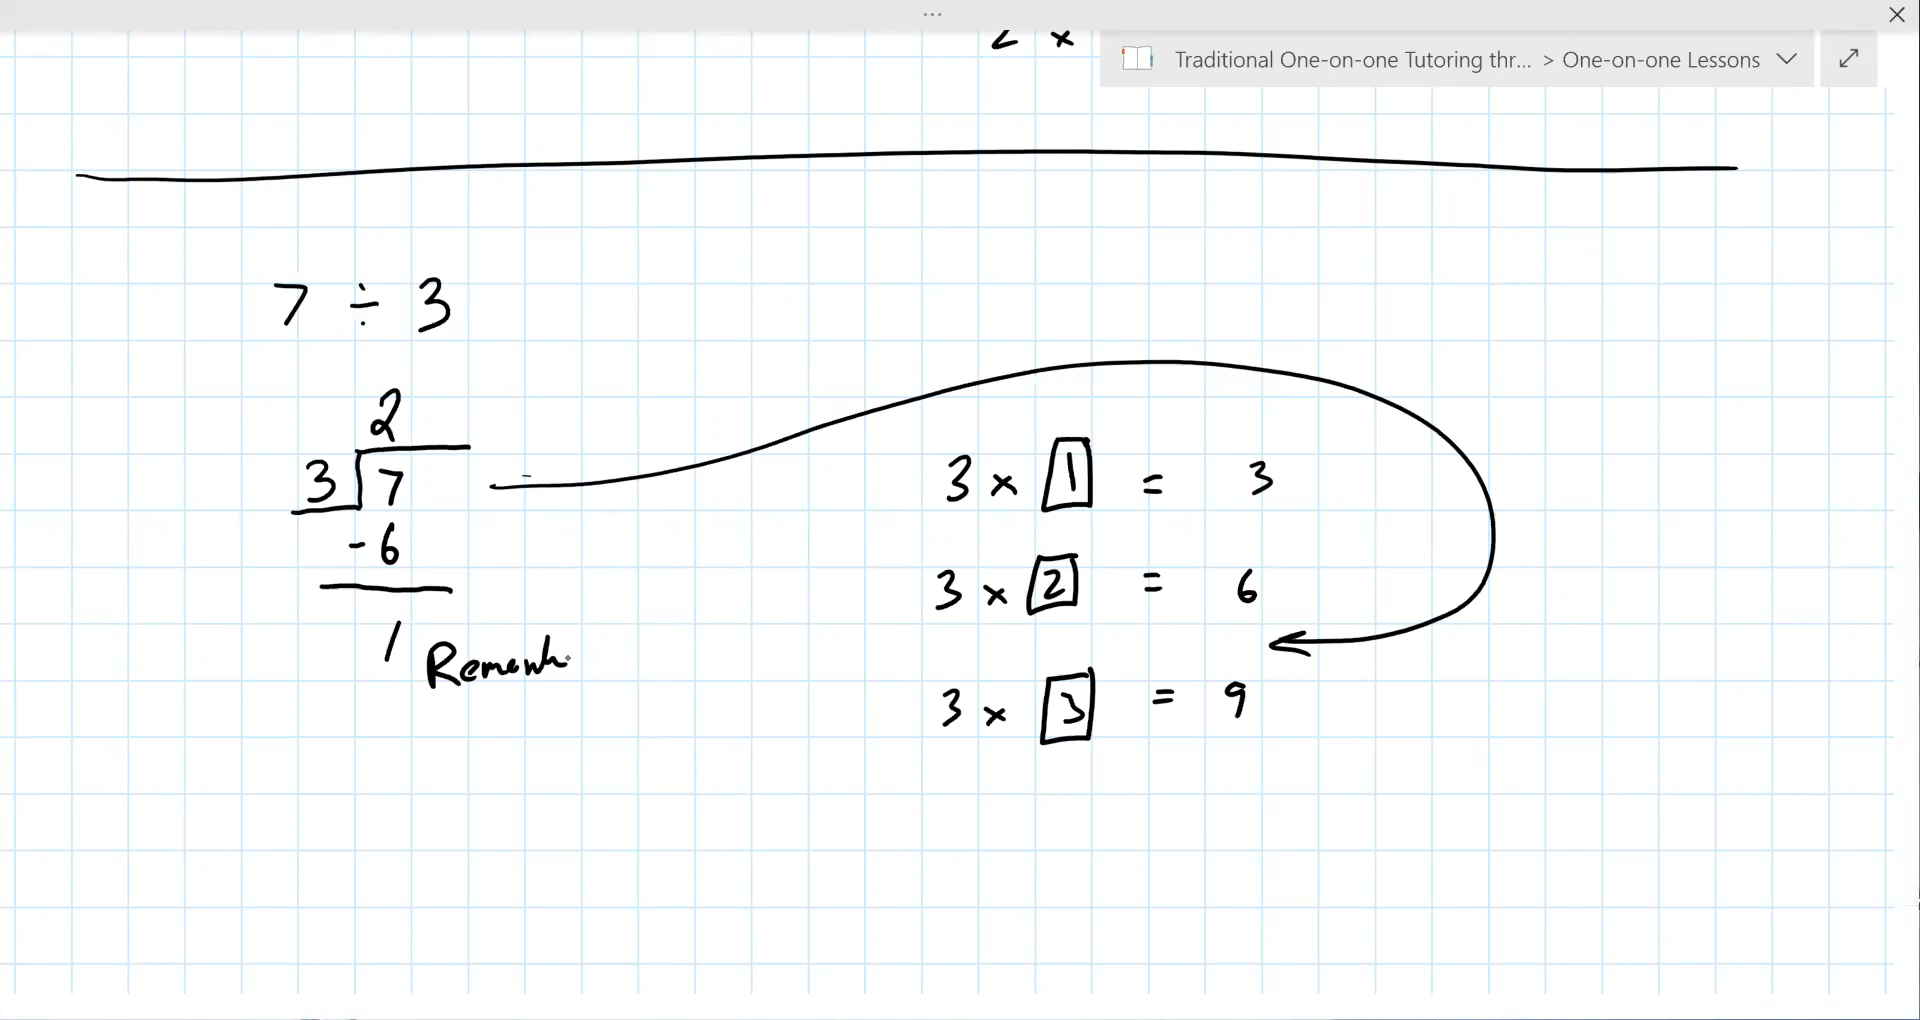 ...
2 ×
Traditional One-on-one Tutoring thr... > One-on-one Lessons
7 ÷ 3
2
3 7
-6
1
3 × 1 = 3
3 × 2 = 6
3 × 3 = 9